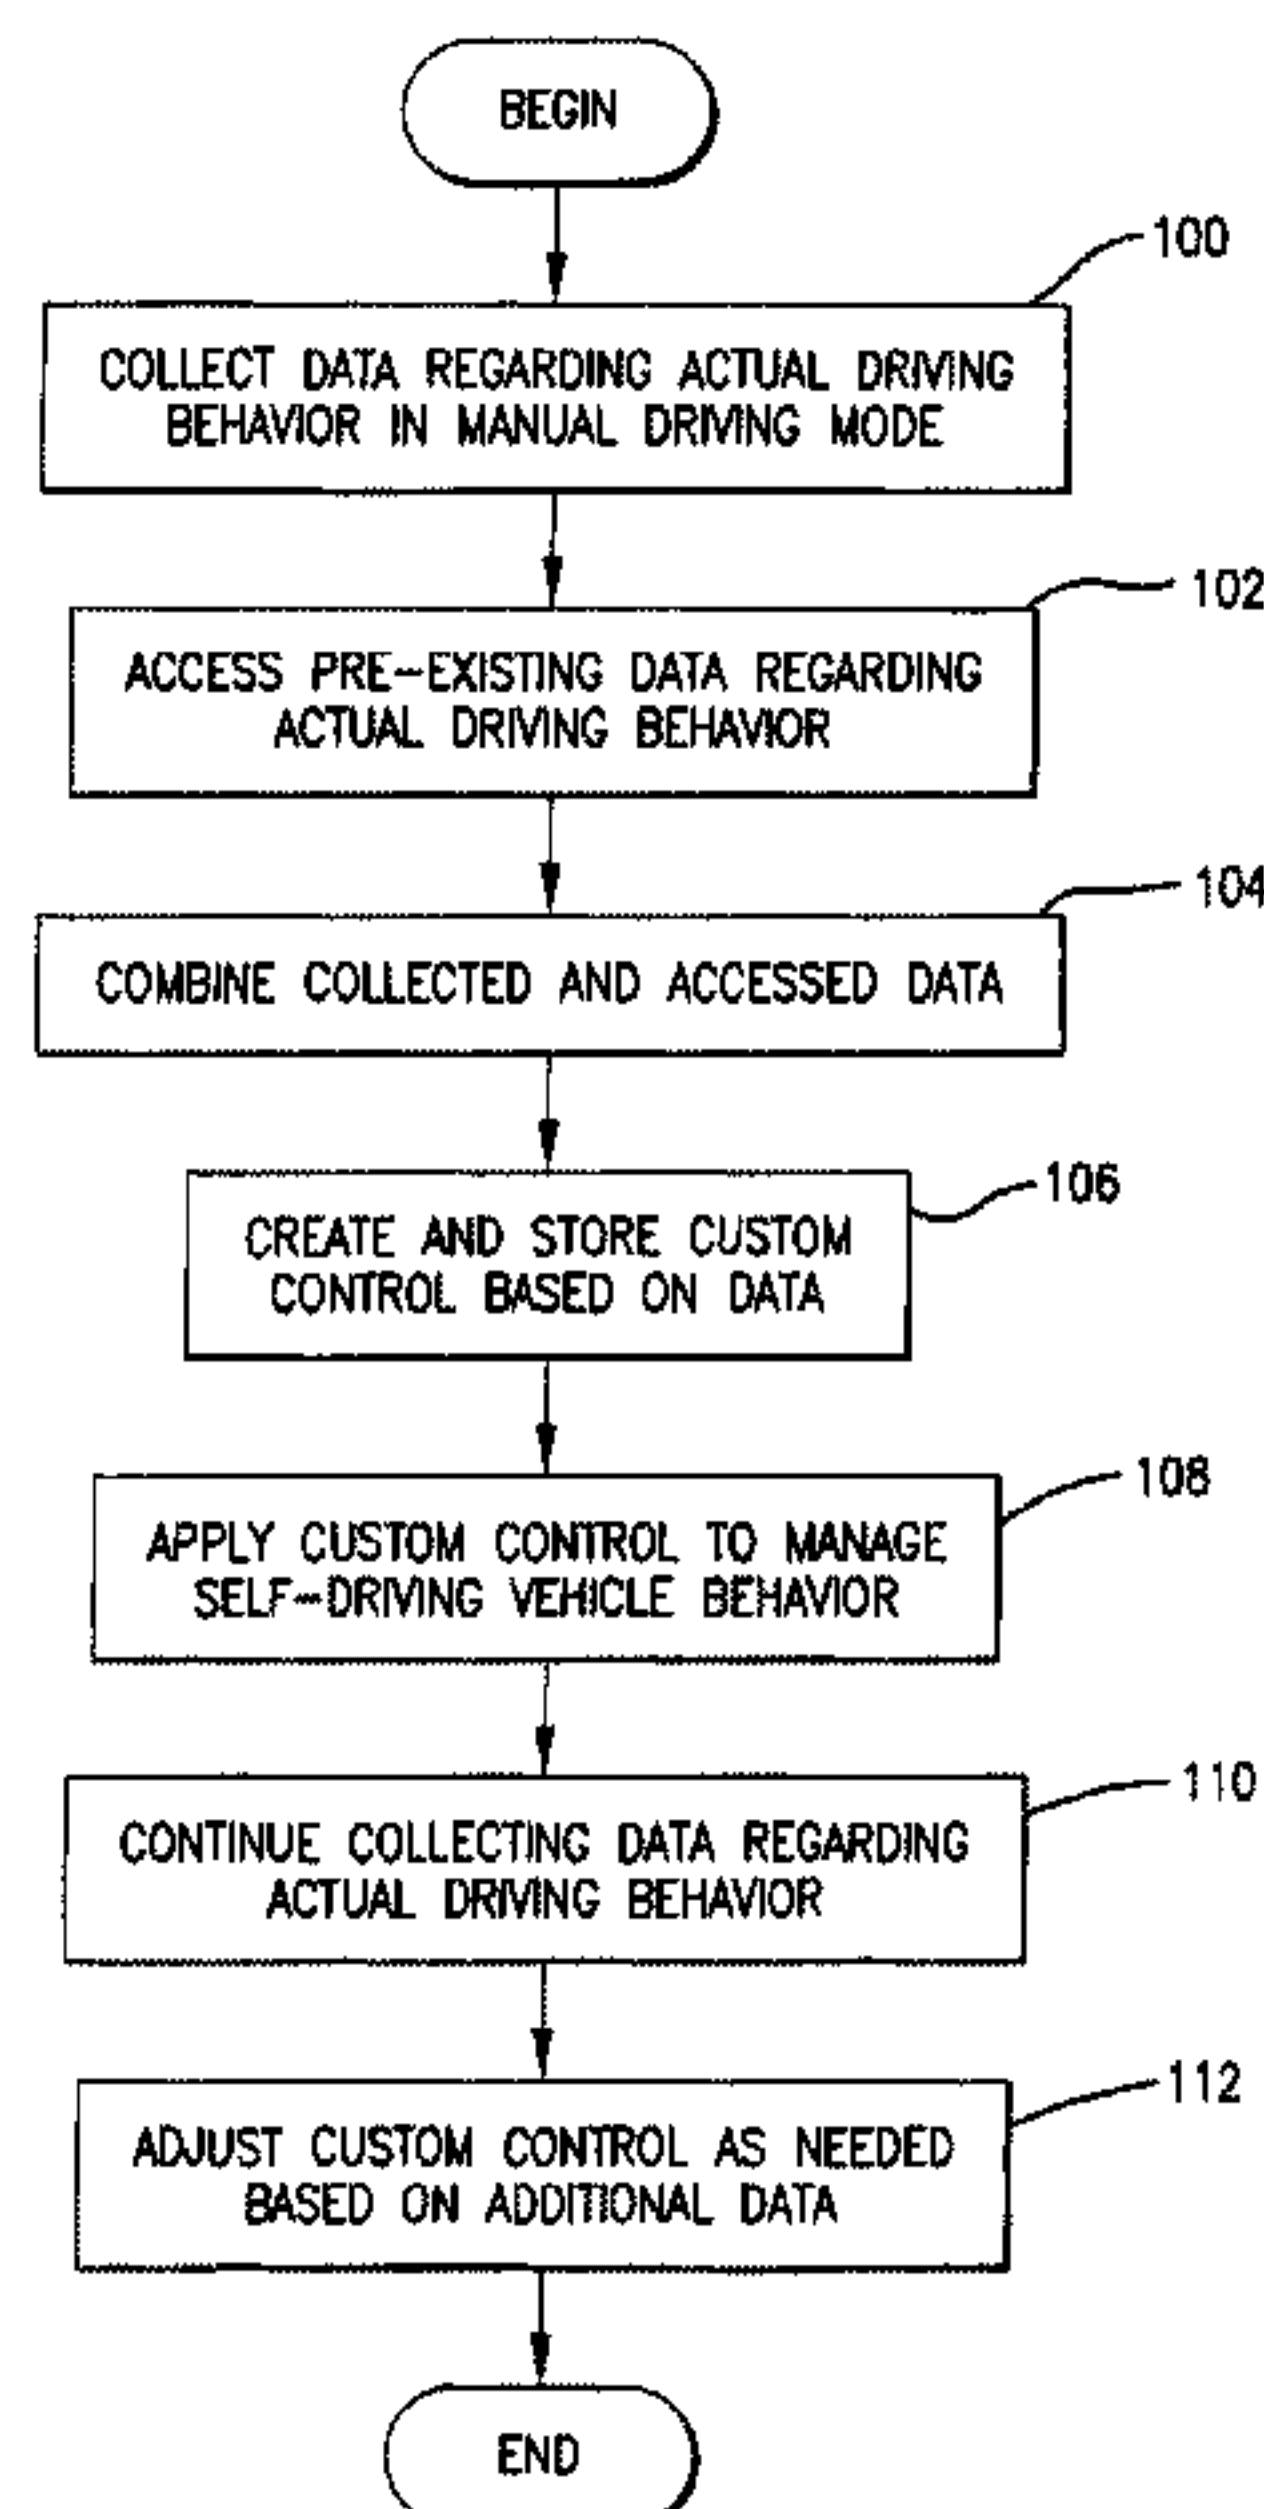 BEGIN
100
COLLECT DATA REGARDING ACTUAL DRIVING
BEHAVIOR IN MANUAL DRIVING MODE
102
ACCESS PRE-EXISTING DATA REGARDING
ACTUAL DRIVING BEHAVIOR
104
COMBINE COLLECTED AND ACCESSED DATA
106
CREATE AND STORE CUSTOM
CONTROL BASED ON DATA
108
APPLY CUSTOM CONTROL TO MANAGE
SELF-DRIVING VEHICLE BEHAVIOR
110
CONTINUE COLLECTING DATA REGARDING
ACTUAL DRIVING BEHAVIOR
112
ADJUST CUSTOM CONTROL AS NEEDED
BASED ON ADDITIONAL DATA
END